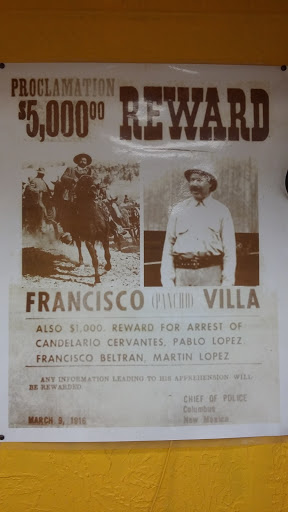 PROCLAMATION
$5,000.00
REWARD
FRANCISCO (PANCHO) VILLA
ALSO $1,000. REWARD FOR ARREST OF
CANDELARIO CERVANTES, PABLO LOPEZ
FRANCISCO BELTRAN, MARTIN LOPEZ
ANY INFORMATION LEADING TO HIS APPREHENSION WILL
BE REWARDED.
CHIEF OF POLICE
Columbus
New Mexico
MARCH 9, 1916